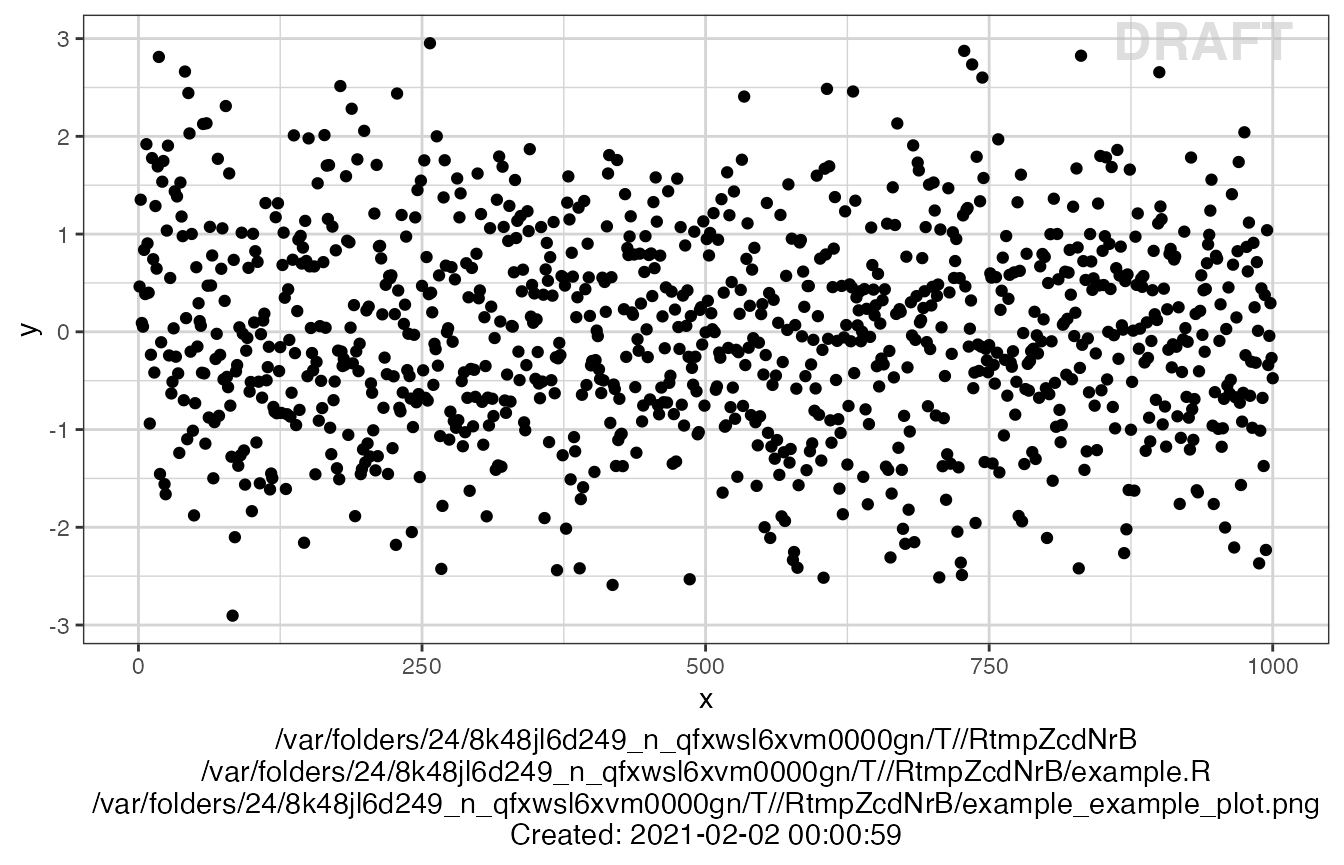 DRAFT
3
2
1
0
-1
-2
-3
y
0 250 500 750 1000
x
/var/folders/24/8k48jl6d249_n_qfxwsl6xvm0000gn/T//RtmpZcdNrB
/var/folders/24/8k48jl6d249_n_qfxwsl6xvm0000gn/T//RtmpZcdNrB/example.R
/var/folders/24/8k48jl6d249_n_qfxwsl6xvm0000gn/T//RtmpZcdNrB/example_example_plot.png
Created: 2021-02-02 00:00:59